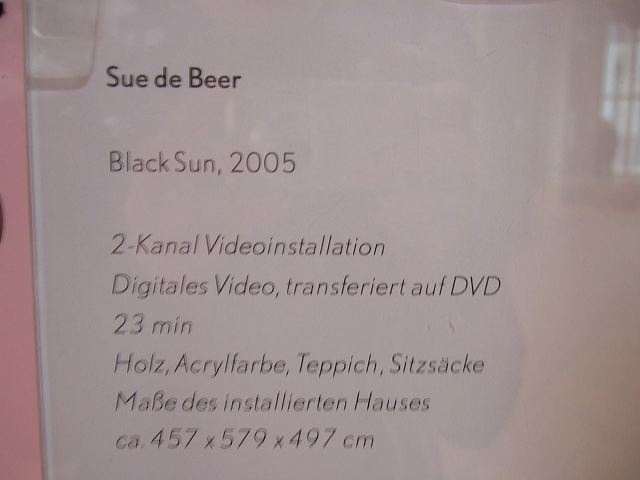 Sue de Beer
Black Sun, 2005
2-Kanal Videoinstallation
Digitales Video, transferiert auf DVD
23 min
Holz, Acrylfarbe, Teppich, Sitzsäcke
Maße des installierten Hauses
ca. 457 x 579 x 497 cm